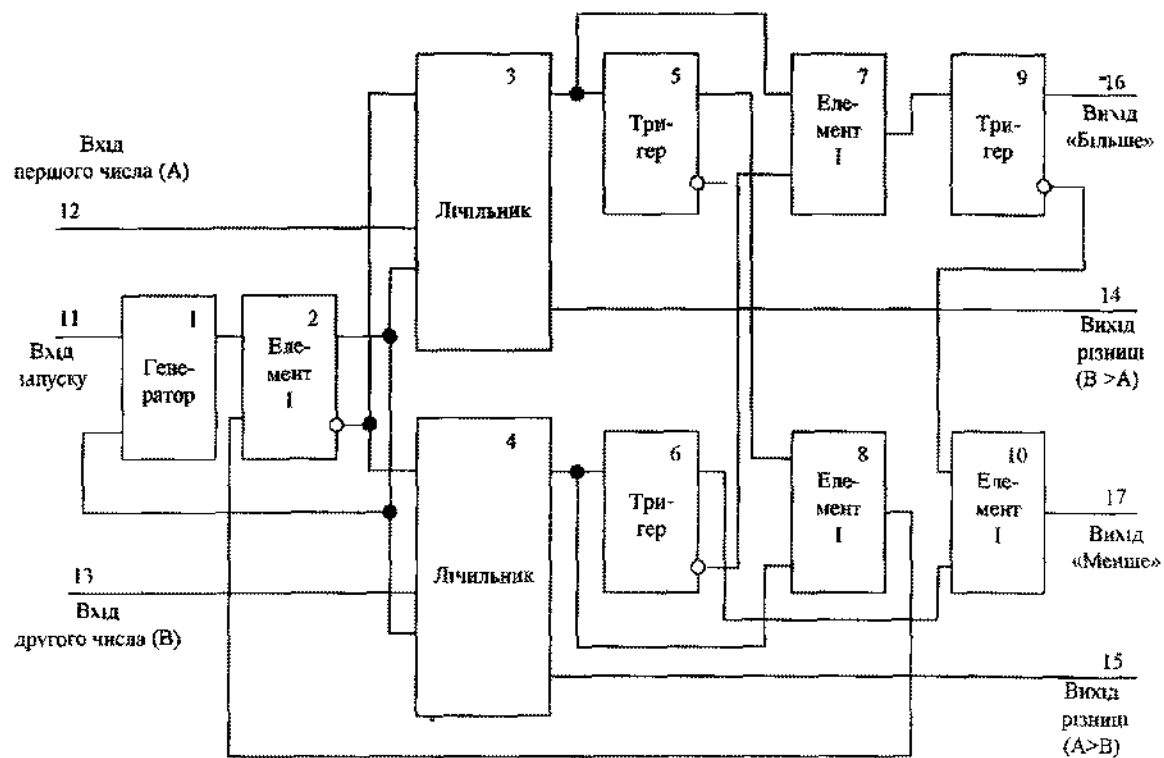 3
Лічильник
5
Три-
гер
7
Еле-
мент
І
9
Три-
гер
16
Вихід
«Більше»
Вхід
першого числа (A)
12
14
Вихід
різниці
(B >A)
11
Вхід
запуску
1
Гене-
ратор
2
Еле-
мент
І
4
Лічильник
6
Три-
гер
8
Еле-
мент
І
10
Еле-
мент
І
17
Вихід
«Менше»
13
Вхід
другого числа (B)
15
Вихід
різниці
(A>B)